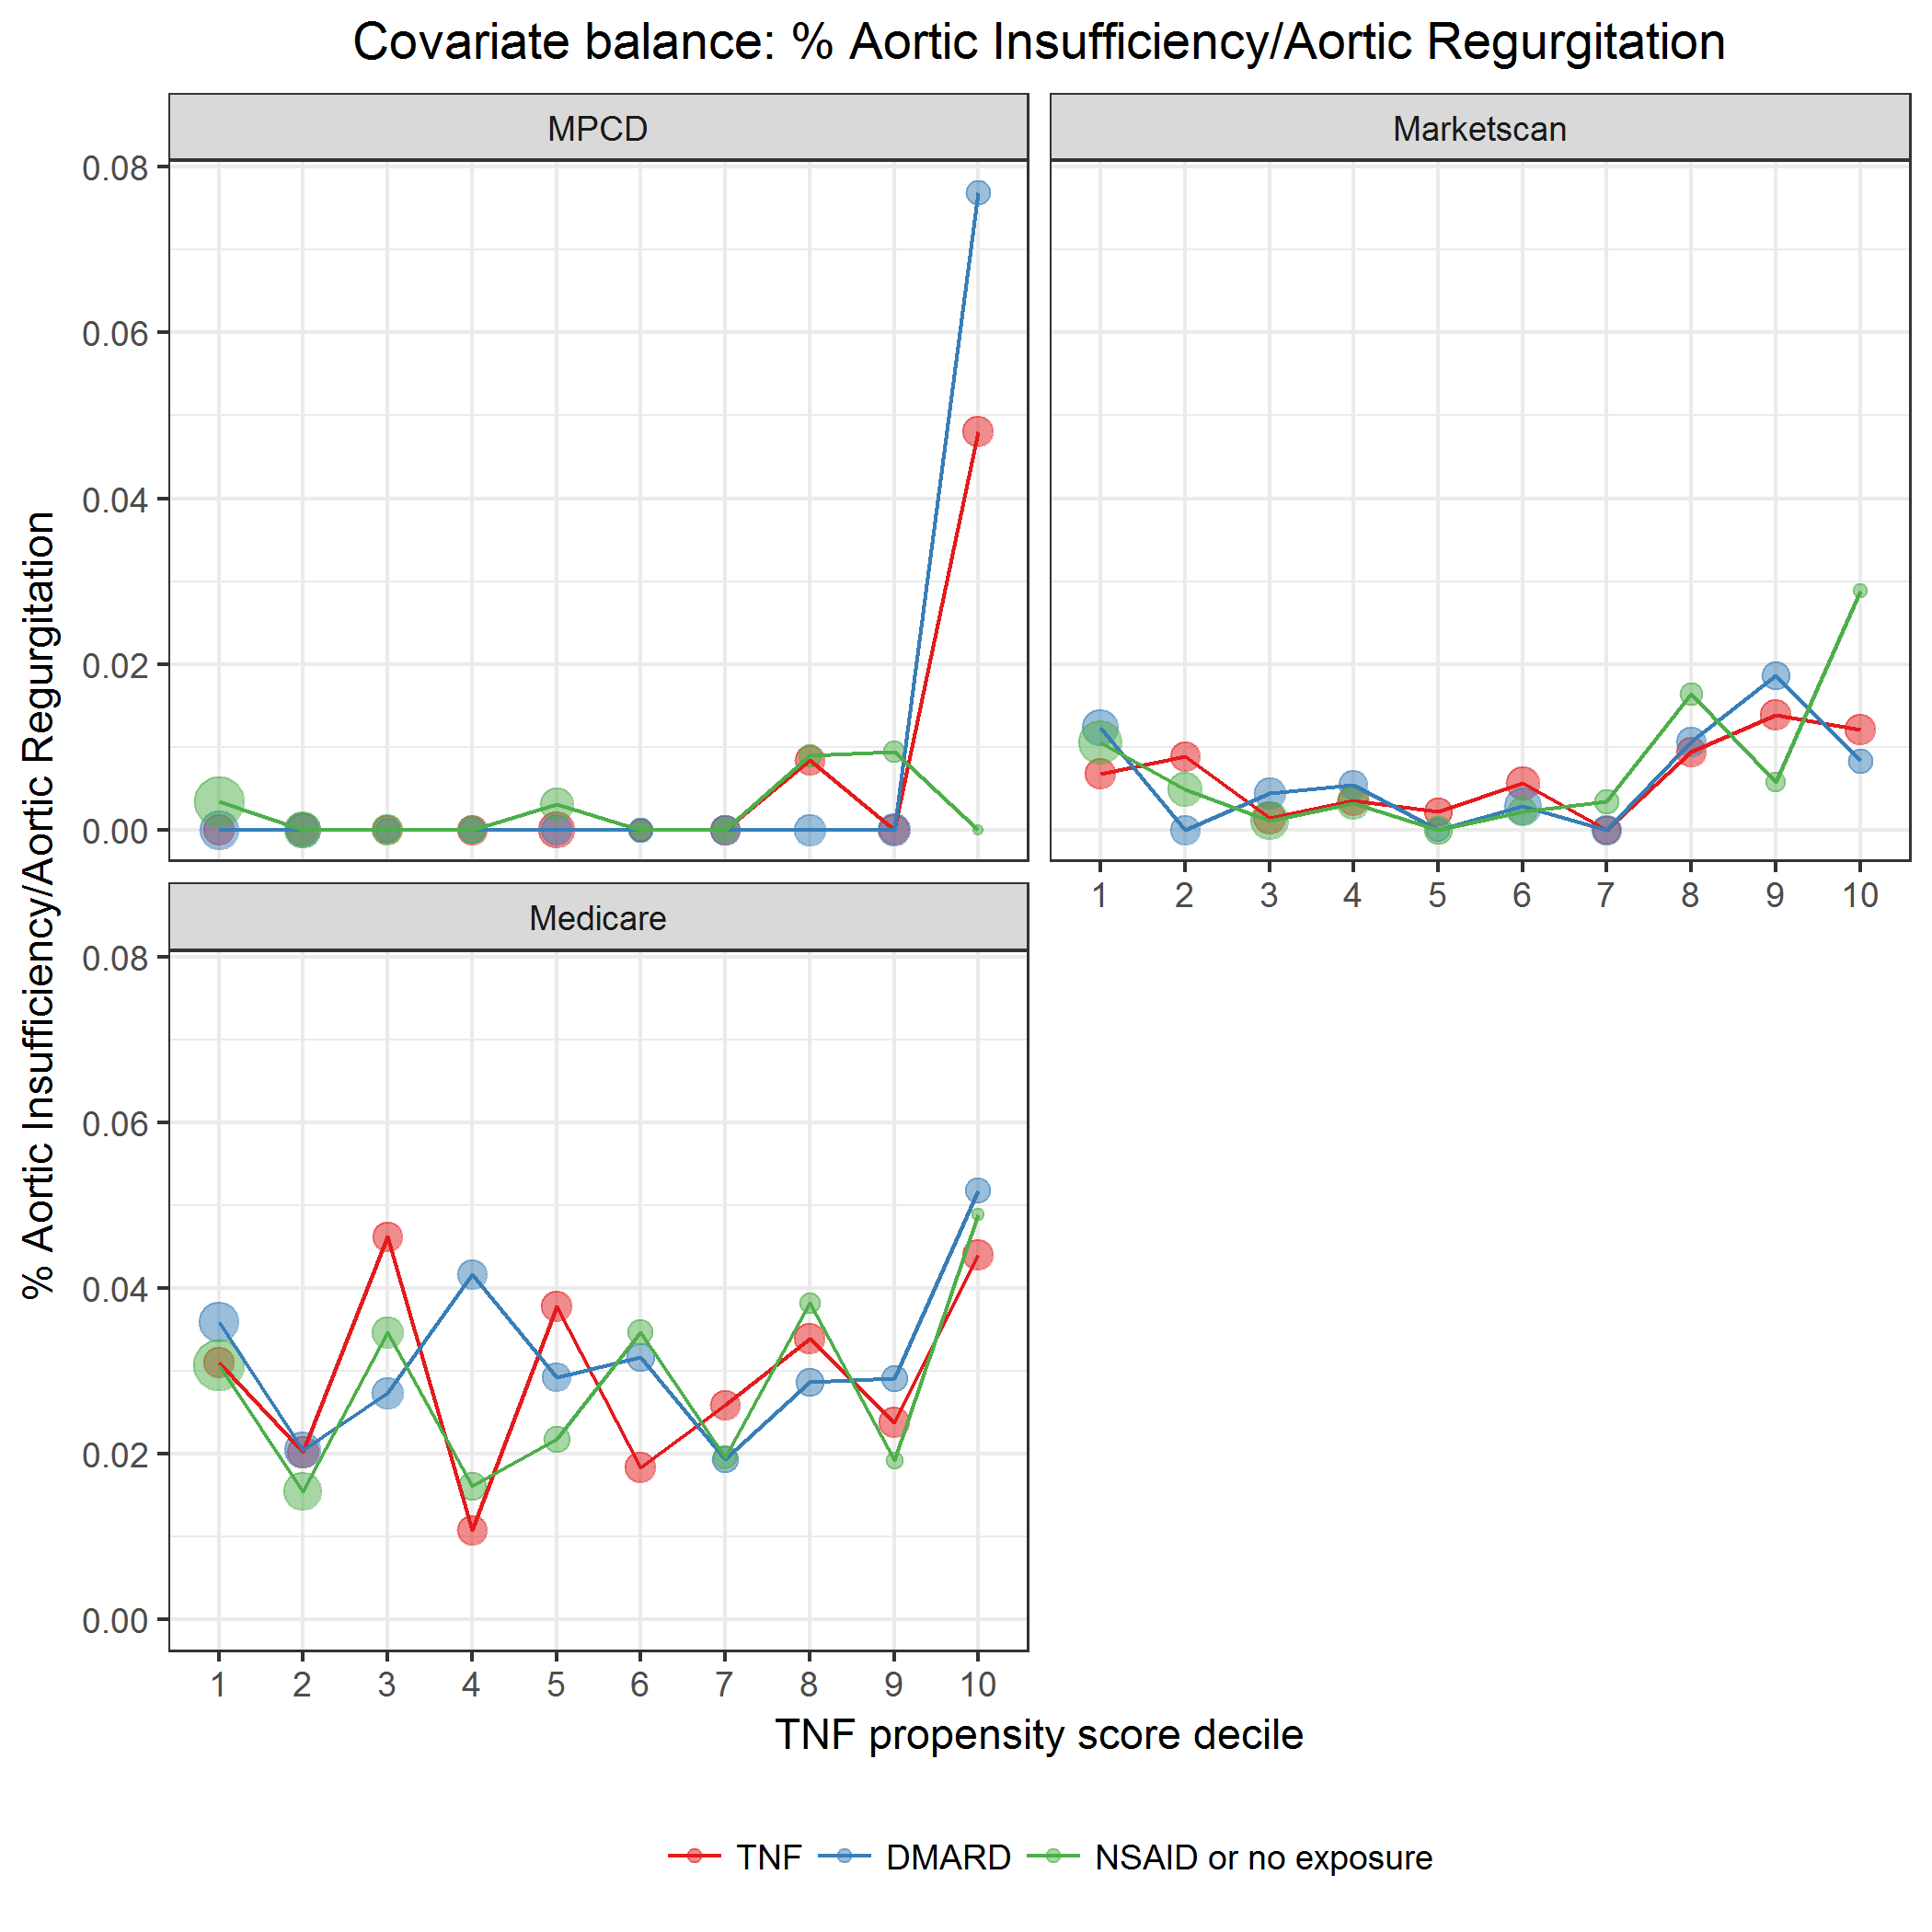 Covariate balance: % Aortic Insufficiency/Aortic Regurgitation
MPCD
Marketscan
0.08
0.06
0.04
0.02
0.00
1 2 3 4 5 6 7 8 9 10
Medicare
0.08
0.06
0.04
0.02
0.00
1 2 3 4 5 6 7 8 9 10
% Aortic Insufficiency/Aortic Regurgitation
TNF propensity score decile
TNF DMARD NSAID or no exposure